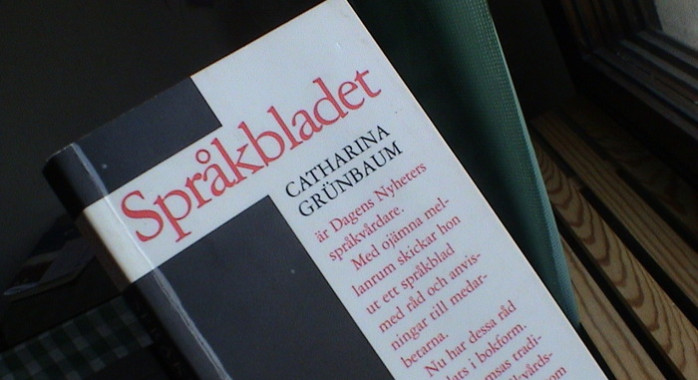 Språkbladet
CATHARINA
GRÜNBAUM
är Dagens Nyheters
språkvårdare.
Med ojämna mel-
lanrum skickar hon
ut ett språkblad
med råd och anvis-
ningar till medar-
betarna.
Nu har dessa råd
i bokform.